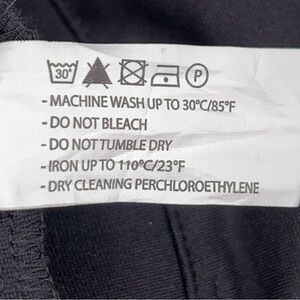 30°
P
- MACHINE WASH UP TO 30°C/85°F
- DO NOT BLEACH
- DO NOT TUMBLE DRY
- IRON UP TO 110°C/23°F
- DRY CLEANING PERCHLOROETHYLENE